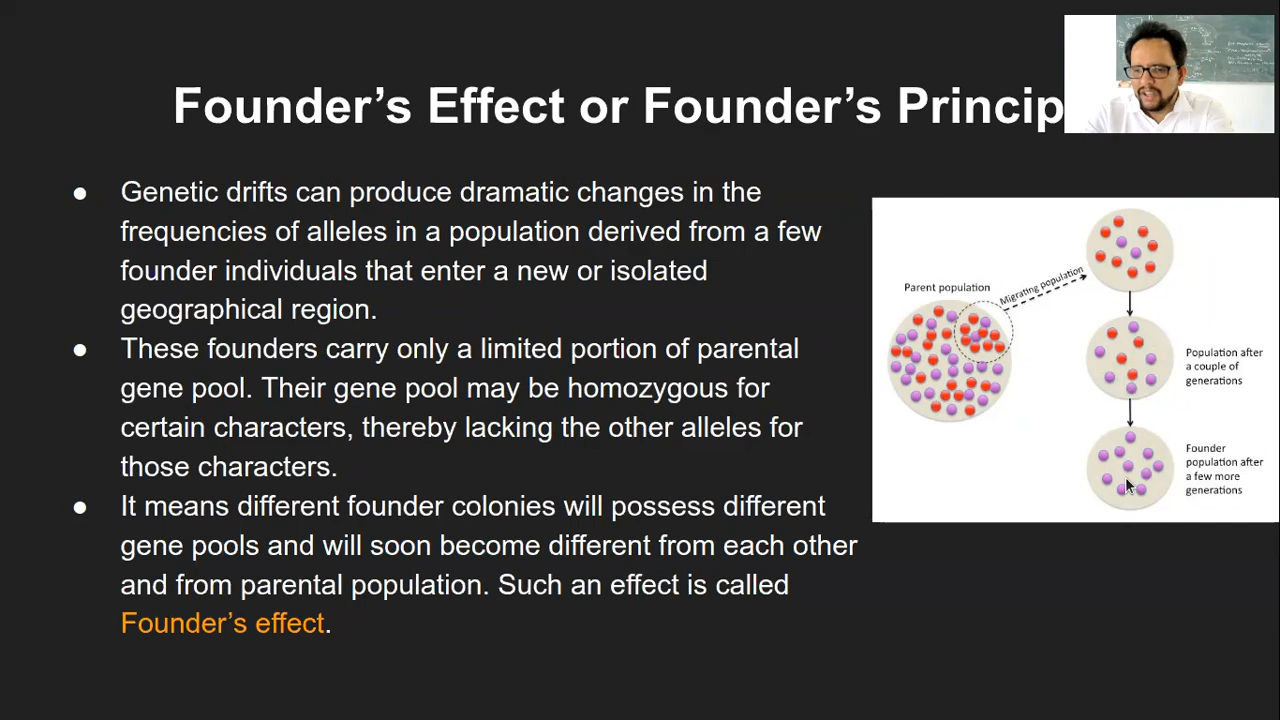 Founder’s Effect or Founder’s Princip
● Genetic drifts can produce dramatic changes in the
frequencies of alleles in a population derived from a few
founder individuals that enter a new or isolated
geographical region.
● These founders carry only a limited portion of parental
gene pool. Their gene pool may be homozygous for
certain characters, thereby lacking the other alleles for
those characters.
● It means different founder colonies will possess different
gene pools and will soon become different from each other
and from parental population. Such an effect is called
Founder’s effect.
Parent population
Migrating population
Population after
a couple of
generations
Founder
population after
a few more
generations